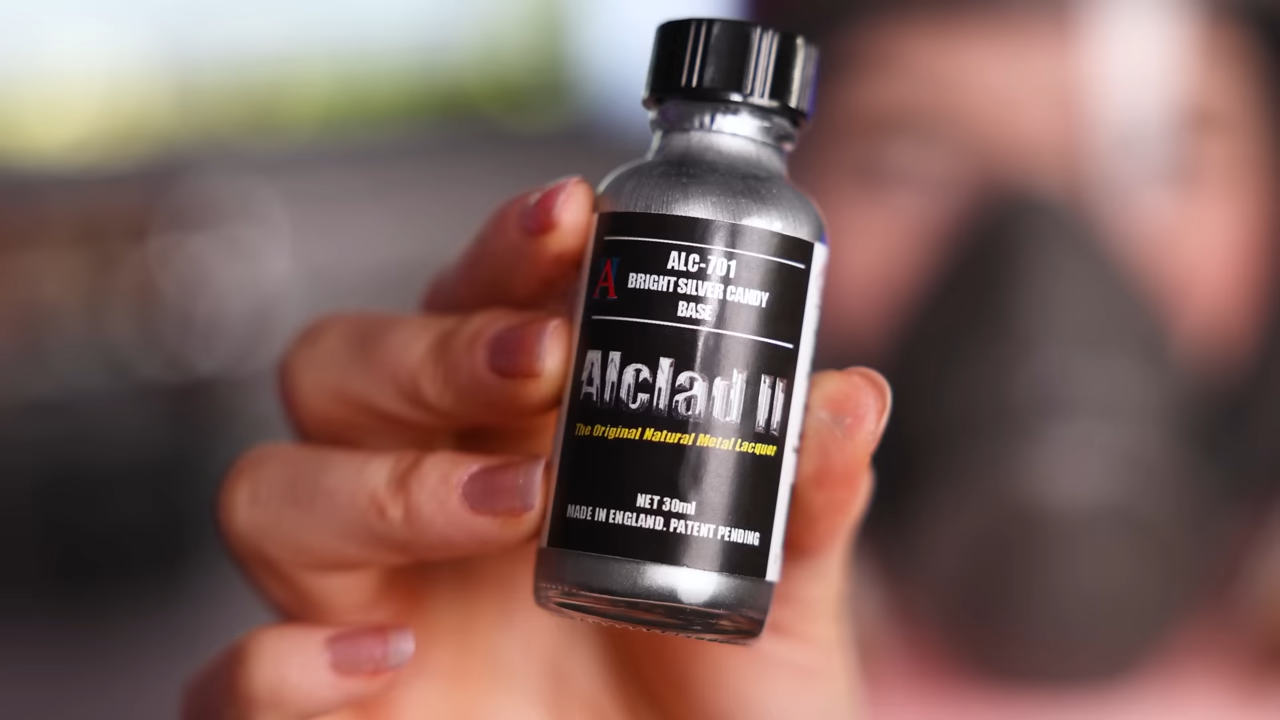 ALC-701
A
BRIGHT SILVER CANDY
BASE
Alclad II
The Original Natural Metal Lacquer
NET 30ml
MADE IN ENGLAND. PATENT PENDING